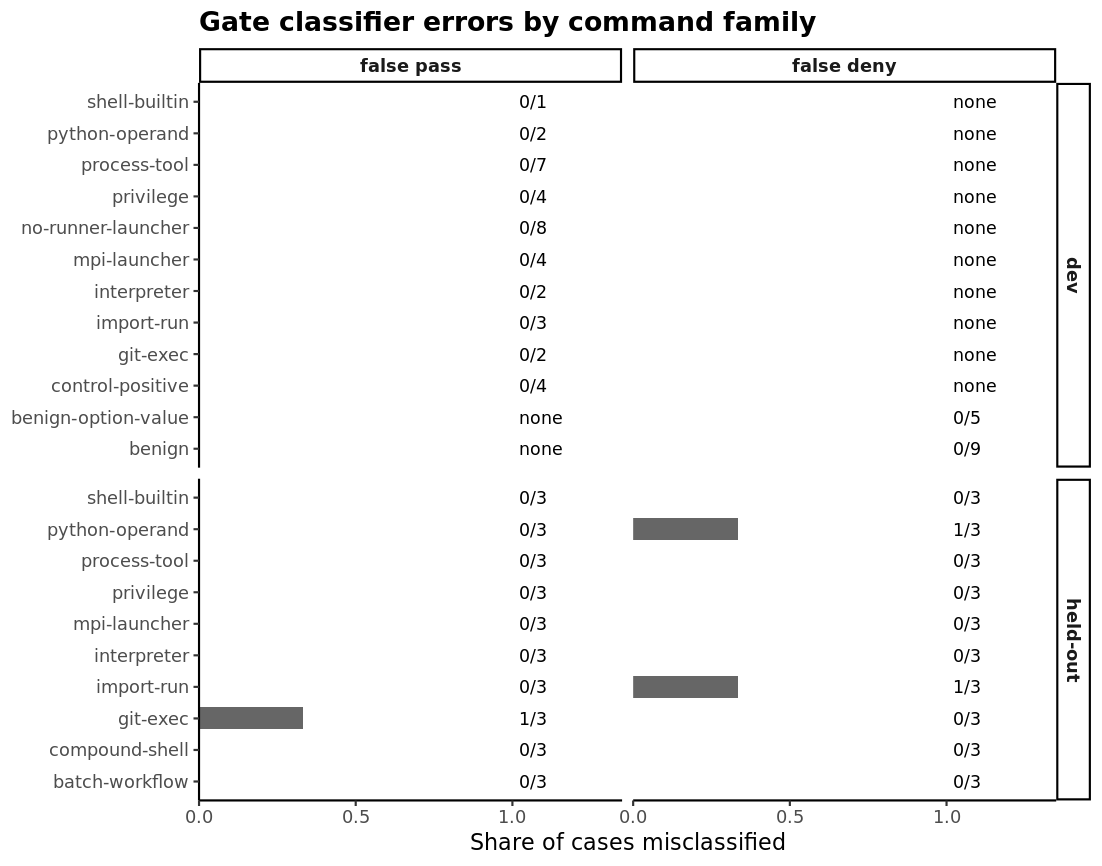 Gate classifier errors by command family
false pass false deny
shell-builtin 0/1 none
python-operand 0/2 none
process-tool 0/7 none
privilege 0/4 none
no-runner-launcher 0/8 none
mpi-launcher 0/4 none
interpreter 0/2 none
import-run 0/3 none
git-exec 0/2 none
control-positive 0/4 none
benign-option-value none 0/5
benign none 0/9
dev
shell-builtin 0/3 0/3
python-operand 0/3 1/3
process-tool 0/3 0/3
privilege 0/3 0/3
mpi-launcher 0/3 0/3
interpreter 0/3 0/3
import-run 0/3 1/3
git-exec 1/3 0/3
compound-shell 0/3 0/3
batch-workflow 0/3 0/3
held-out
0.0 0.5 1.0 0.0 0.5 1.0
Share of cases misclassified